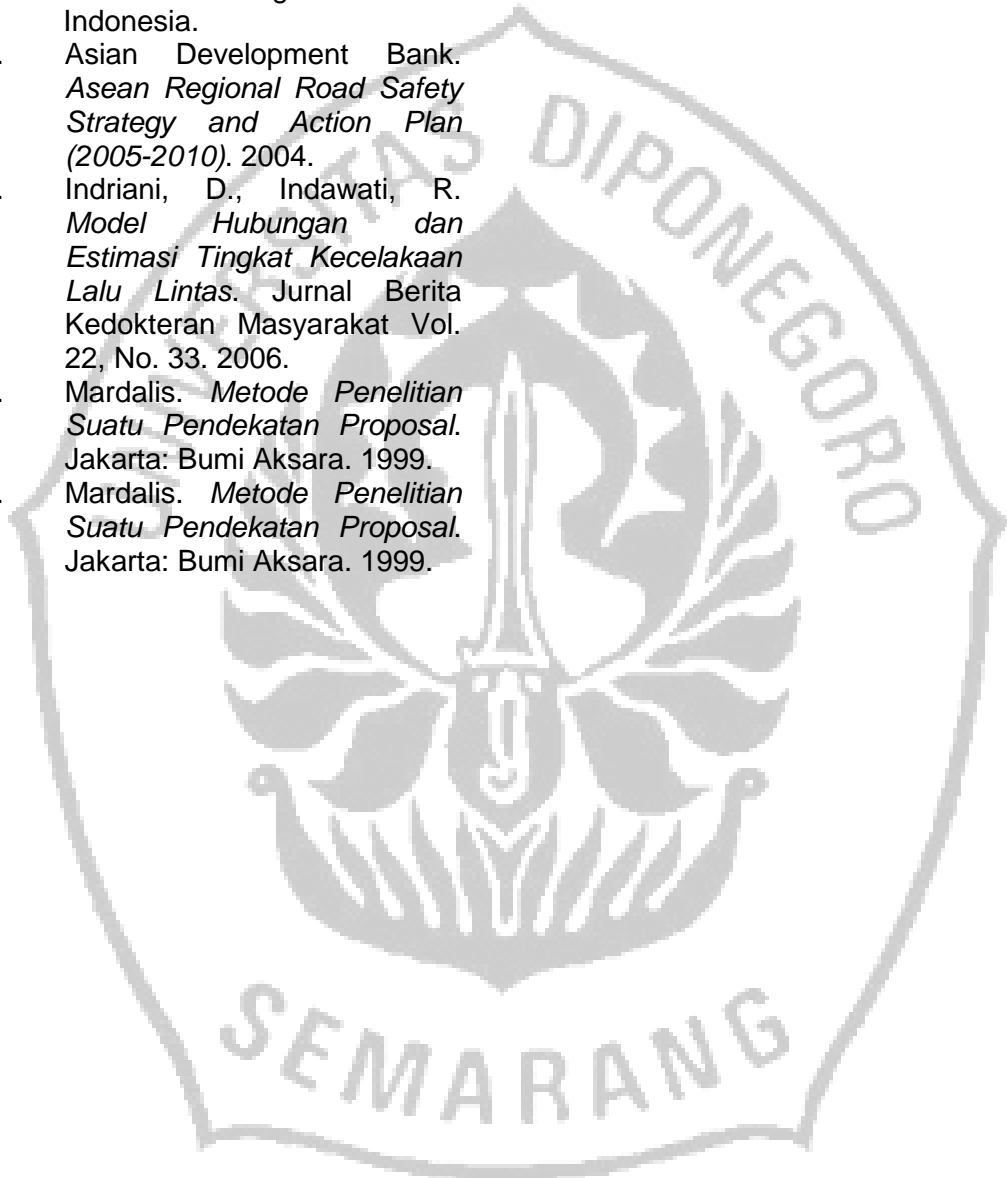 Indonesia.
. Asian Development Bank.
Asean Regional Road Safety
Strategy and Action Plan
(2005-2010). 2004.
. Indriani, D., Indawati, R.
Model Hubungan dan
Estimasi Tingkat Kecelakaan
Lalu Lintas. Jurnal Berita
Kedokteran Masyarakat Vol.
22, No. 33. 2006.
. Mardalis. Metode Penelitian
Suatu Pendekatan Proposal.
Jakarta: Bumi Aksara. 1999.
. Mardalis. Metode Penelitian
Suatu Pendekatan Proposal.
Jakarta: Bumi Aksara. 1999.
UNIVERSITAS DIPONEGORO
SEMARANG